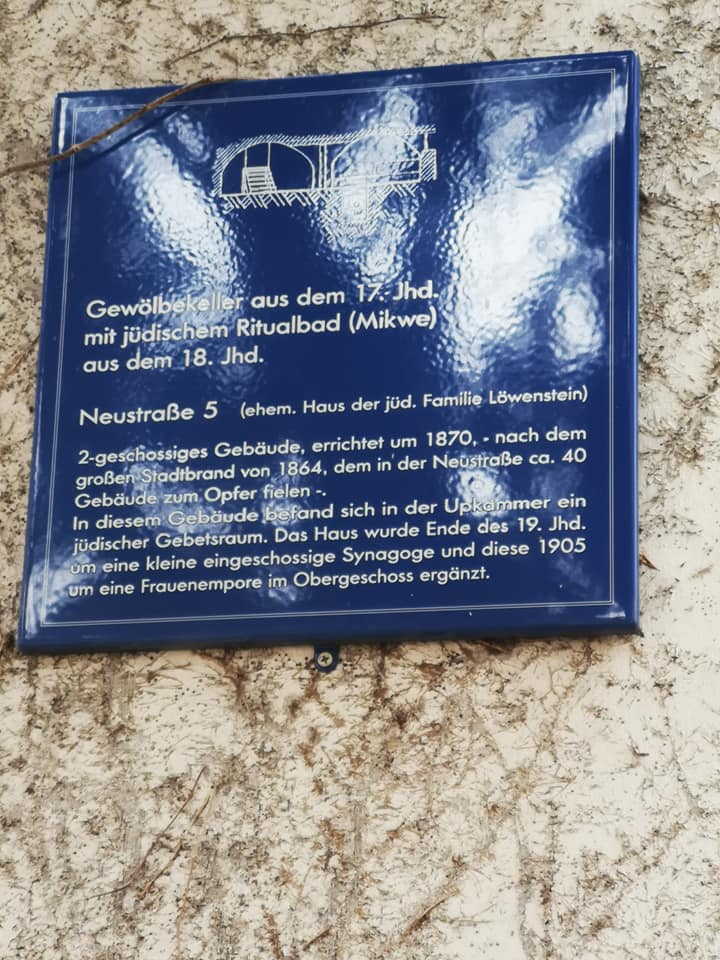 Gewölbekeller aus dem 17. Jhd.
mit jüdischem Ritualbad (Mikwe)
aus dem 18. Jhd.
Neustraße 5 (ehem. Haus der jüd. Familie Löwenstein)
2-geschossiges Gebäude, errichtet um 1870, - nach dem
großen Stadtbrand von 1864, dem in der Neustraße ca. 40
Gebäude zum Opfer fielen -.
In diesem Gebäude befand sich in der Upkammer ein
jüdischer Gebetsraum. Das Haus wurde Ende des 19. Jhd.
um eine kleine eingeschossige Synagoge und diese 1905
um eine Frauenempore im Obergeschoss ergänzt.